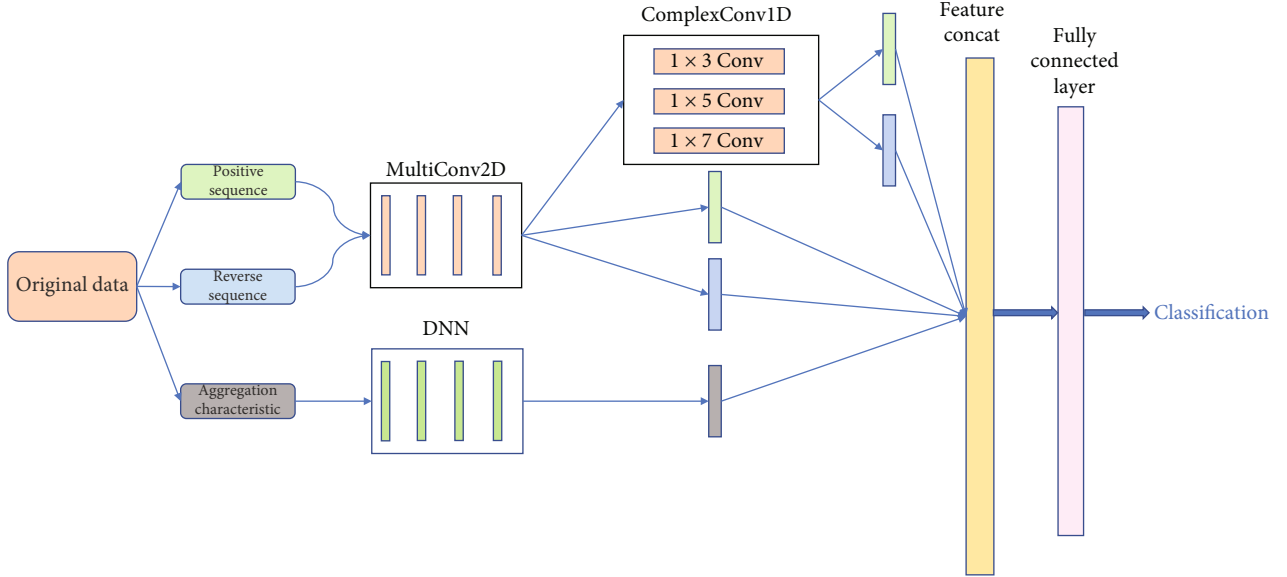 Original data
Positive
sequence
Reverse
sequence
Aggregation
characteristic
MultiConv2D
DNN
ComplexConv1D
1 × 3 Conv
1 × 5 Conv
1 × 7 Conv
Feature
concat
Fully
connected
layer
Classification